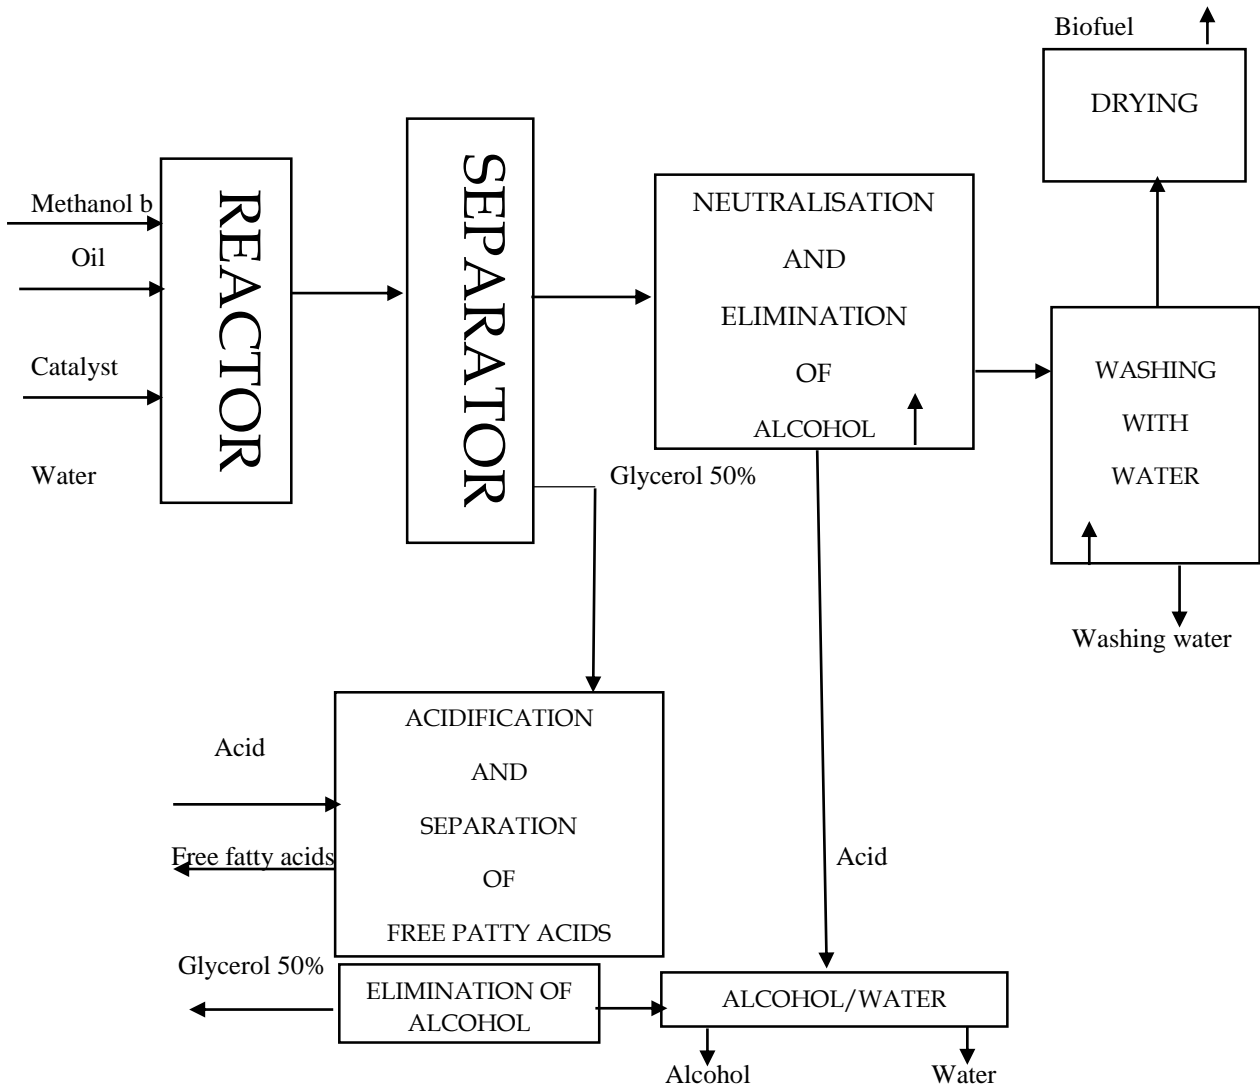 Biofuel
DRYING
Methanol b
Oil
Catalyst
Water
REACTOR
SEPARATOR
NEUTRALISATION
AND
ELIMINATION
OF
ALCOHOL
Glycerol 50%
WASHING
WITH
WATER
Washing water
ACIDIFICATION
AND
SEPARATION
OF
FREE PATTY ACIDS
Acid
Free fatty acids
Acid
Glycerol 50%
ELIMINATION OF
ALCOHOL
ALCOHOL/WATER
Alcohol
Water